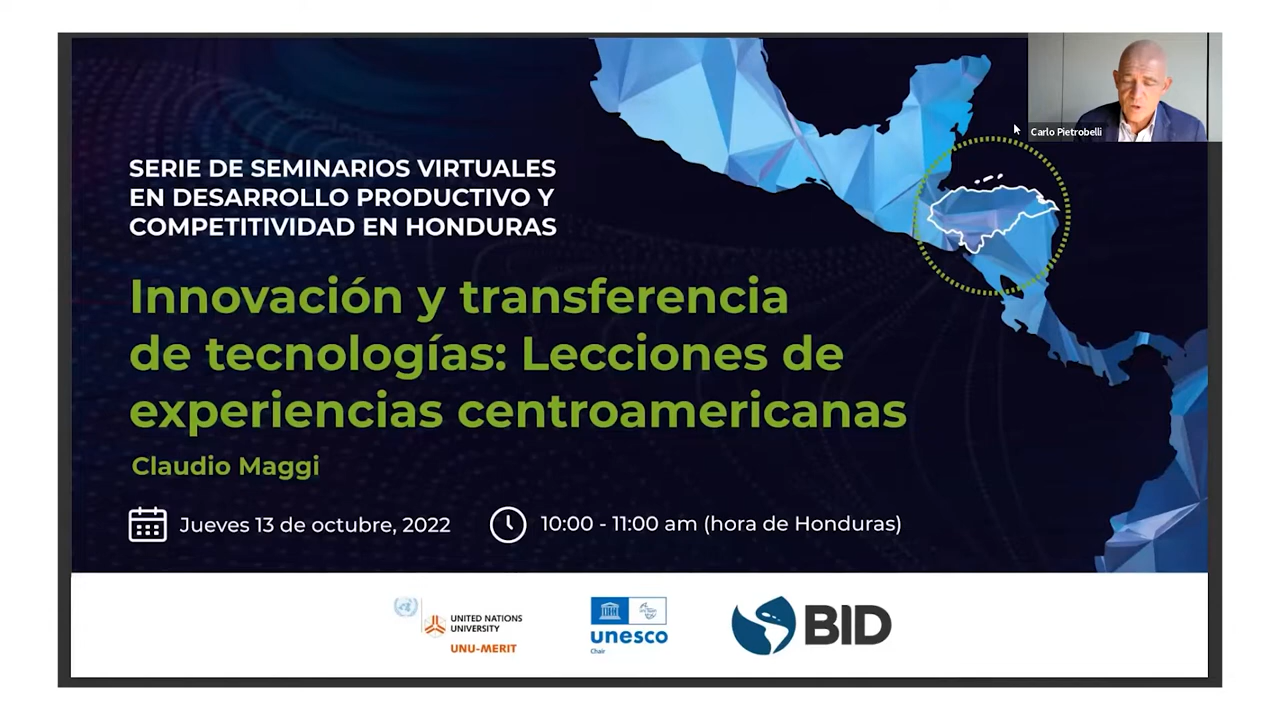 Carlo Pietrobelli
SERIE DE SEMINARIOS VIRTUALES
EN DESARROLLO PRODUCTIVO Y
COMPETITIVIDAD EN HONDURAS
Innovación y transferencia
de tecnologías: Lecciones de
experiencias centroamericanas
Claudio Maggi
Jueves 13 de octubre, 2022
10:00 - 11:00 am (hora de Honduras)
UNITED NATIONS
UNIVERSITY
UNU-MERIT
unesco
Chair
BID